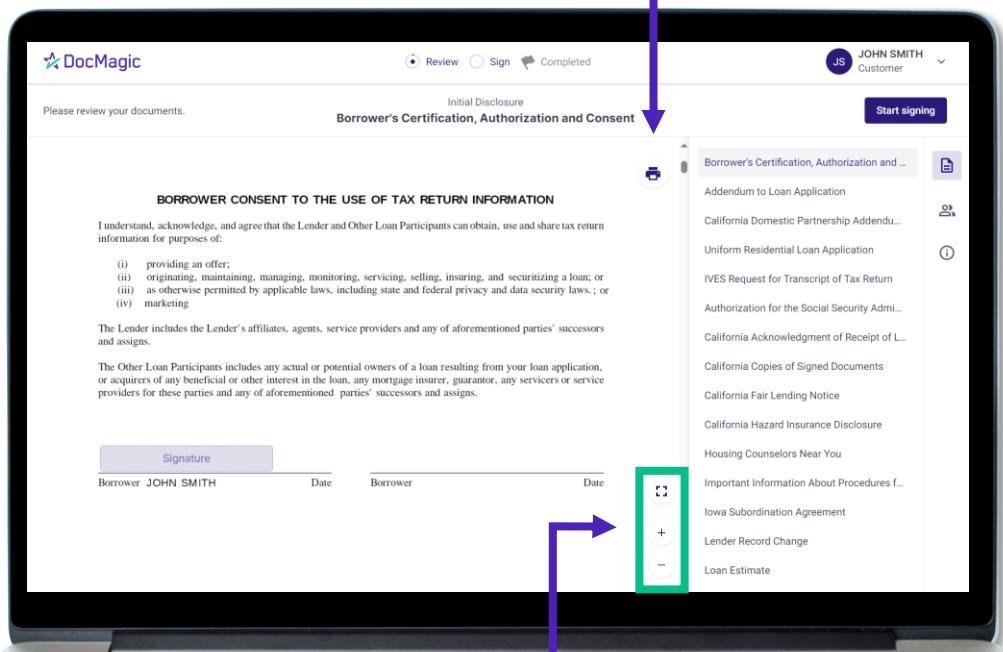 DocMagic
Review Sign Completed
JS
JOHN SMITH
Customer
Please review your documents.
Initial Disclosure
Borrower's Certification, Authorization and Consent
Start signing
BORROWER CONSENT TO THE USE OF TAX RETURN INFORMATION
I understand, acknowledge, and agree that the Lender and Other Loan Participants can obtain, use and share tax return
information for purposes of:
(i) providing an offer;
(ii) originating, maintaining, managing, monitoring, servicing, selling, insuring, and securitizing a loan; or
(iii) as otherwise permitted by applicable laws, including state and federal privacy and data security laws. ; or
(iv) marketing
The Lender includes the Lender's affiliates, agents, service providers and any of aforementioned parties' successors
and assigns.
The Other Loan Participants includes any actual or potential owners of a loan resulting from your loan application,
or acquirers of any beneficial or other interest in the loan, any mortgage insurer, guarantor, any servicers or service
providers for these parties and any of aforementioned parties' successors and assigns.
Signature
Borrower JOHN SMITH Date Borrower Date
Borrower's Certification, Authorization and ...
Addendum to Loan Application
California Domestic Partnership Addendu...
Uniform Residential Loan Application
IVES Request for Transcript of Tax Return
Authorization for the Social Security Admi...
California Acknowledgment of Receipt of L...
California Copies of Signed Documents
California Fair Lending Notice
California Hazard Insurance Disclosure
Housing Counselors Near You
Important Information About Procedures f...
Iowa Subordination Agreement
Lender Record Change
Loan Estimate